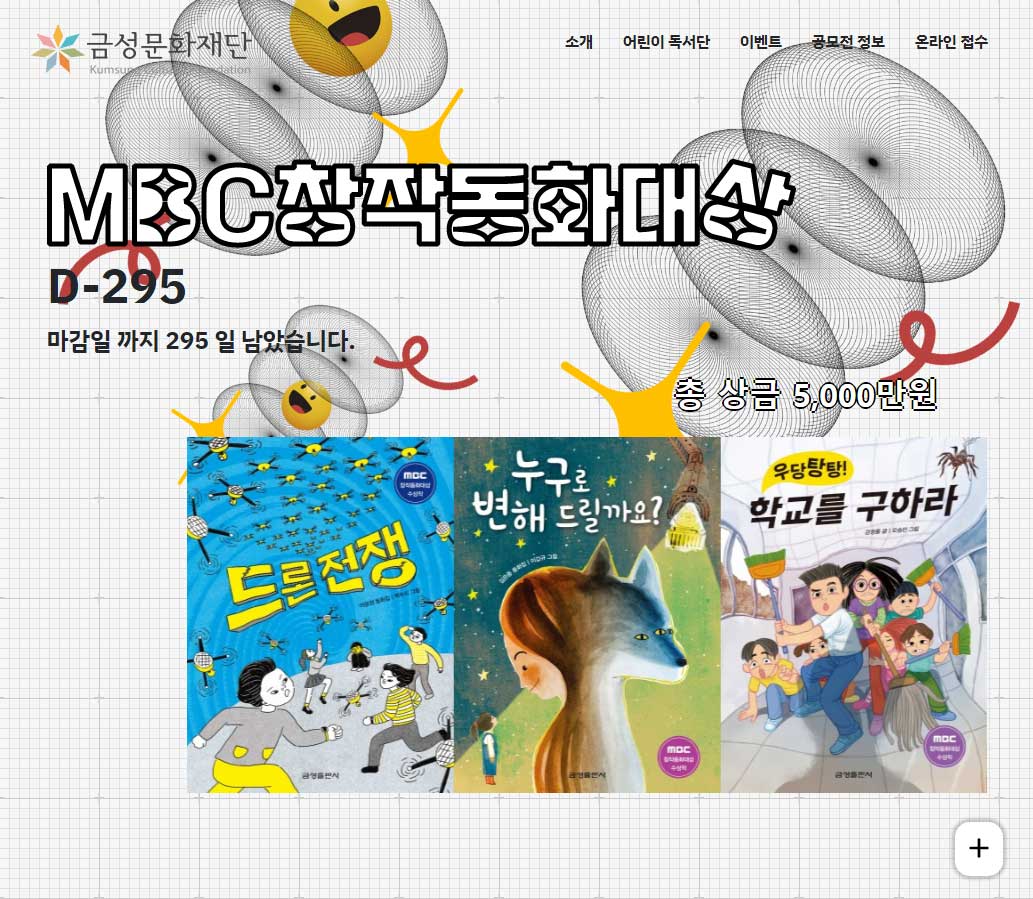 금성문화재단
Kumsung
소개
어린이 독서단
이벤트
공모전 정보
온라인 접수
MBC창작동화대상
D-295
마감일 까지 295 일 남았습니다.
총 상금 5,000만원
MBC
창작동화대상
수상작
드론 전쟁
누구로
변해 드릴까요?
MBC
창작동화대상
수상작
금성출판사
우당탕탕!
학교를 구하라
MBC
창작동화대상
수상작
금성출판사
금성출판사